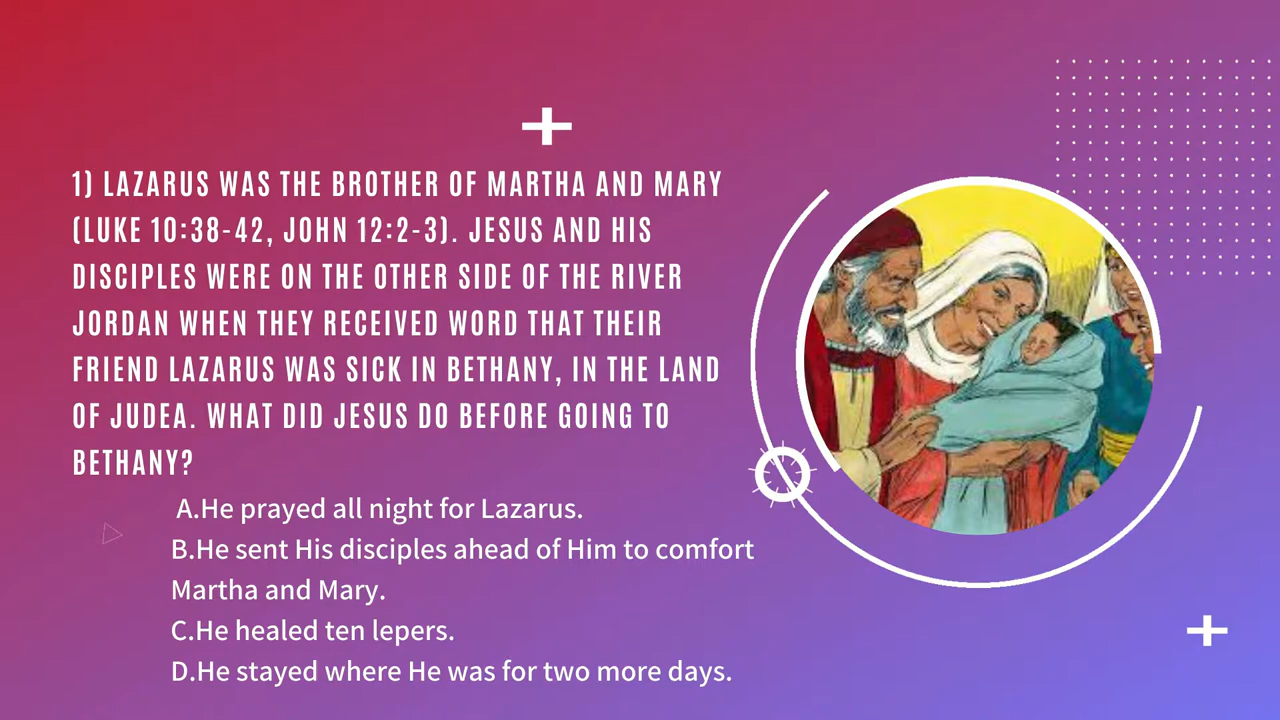 1) LAZARUS WAS THE BROTHER OF MARTHA AND MARY
(LUKE 10:38-42, JOHN 12:2-3). JESUS AND HIS
DISCIPLES WERE ON THE OTHER SIDE OF THE RIVER
JORDAN WHEN THEY RECEIVED WORD THAT THEIR
FRIEND LAZARUS WAS SICK IN BETHANY, IN THE LAND
OF JUDEA. WHAT DID JESUS DO BEFORE GOING TO
BETHANY?
A.He prayed all night for Lazarus.
B.He sent His disciples ahead of Him to comfort
Martha and Mary.
C.He healed ten lepers.
D.He stayed where He was for two more days.